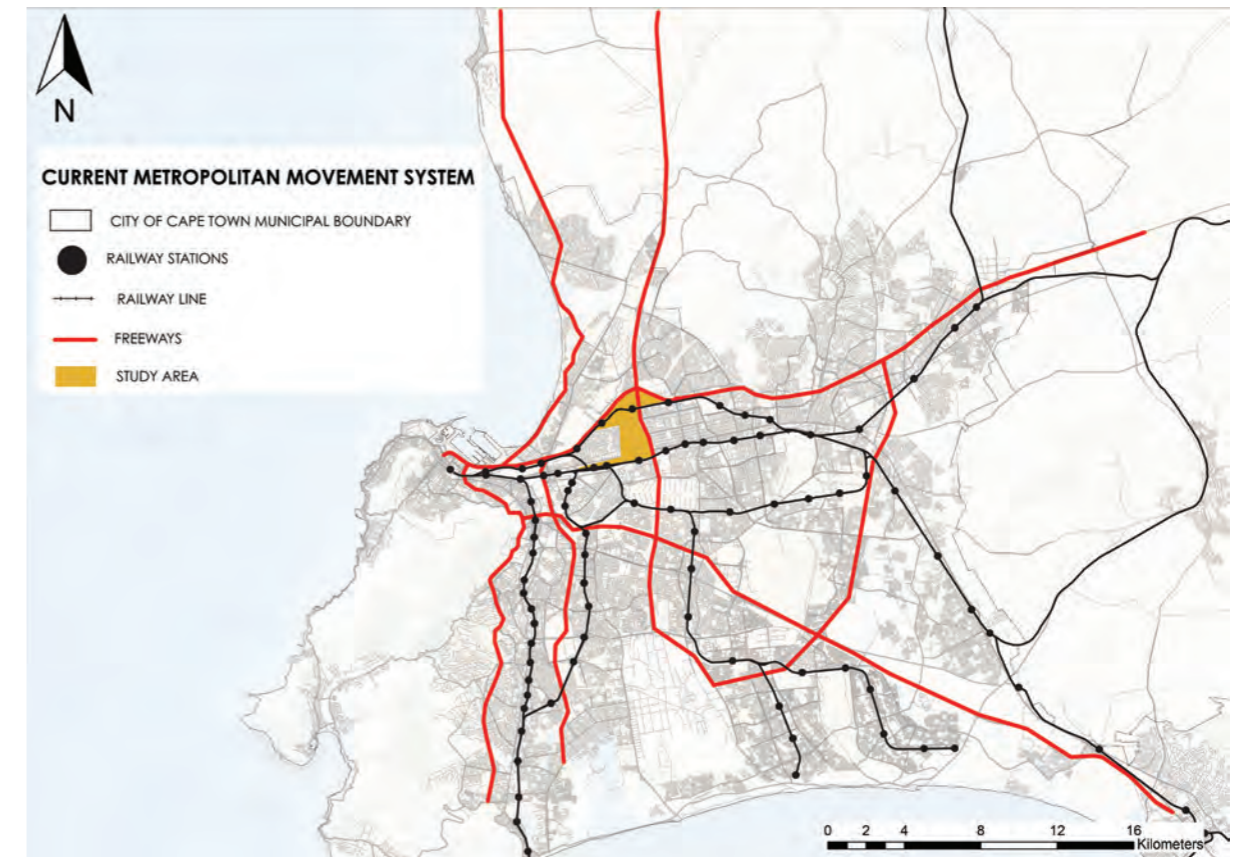 N
CURRENT METROPOLITAN MOVEMENT SYSTEM
CITY OF CAPE TOWN MUNICIPAL BOUNDARY
RAILWAY STATIONS
RAILWAY LINE
FREEWAYS
STUDY AREA
0 2 4 8 12 16
Kilometers